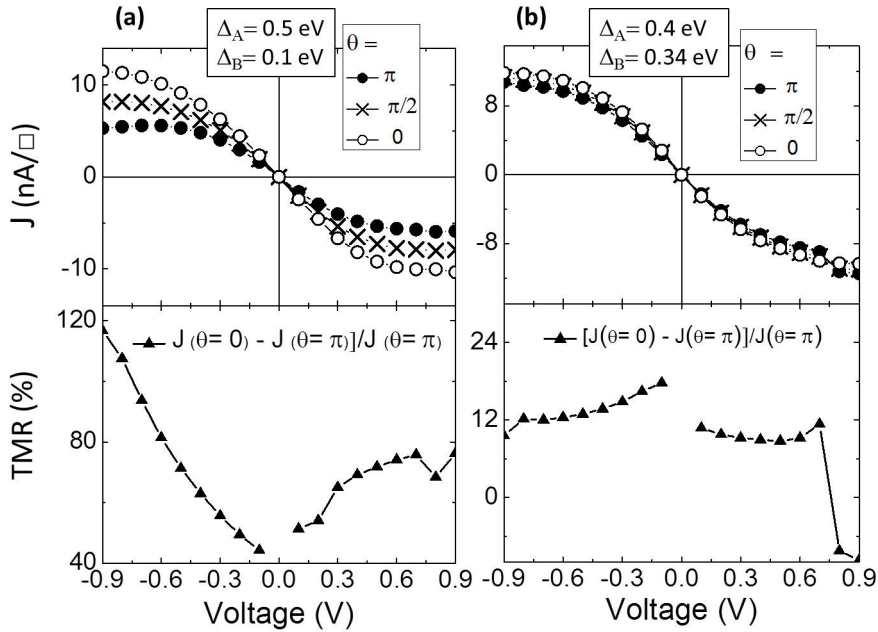 (a)
Δ_A= 0.5 eV
Δ_B= 0.1 eV
θ =
π
π/2
0
10
0
-10
J (nA/□)
120
80
40
TMR (%)
J (θ= 0) - J (θ= π)]/J (θ= π)
-0.9 -0.6 -0.3 0.0 0.3 0.6 0.9
Voltage (V)
(b)
Δ_A= 0.4 eV
Δ_B= 0.34 eV
θ =
π
π/2
0
8
0
-8
24
12
0
[J(θ= 0) - J(θ= π)]/J(θ= π)
-0.9 -0.6 -0.3 0.0 0.3 0.6 0.9
Voltage (V)